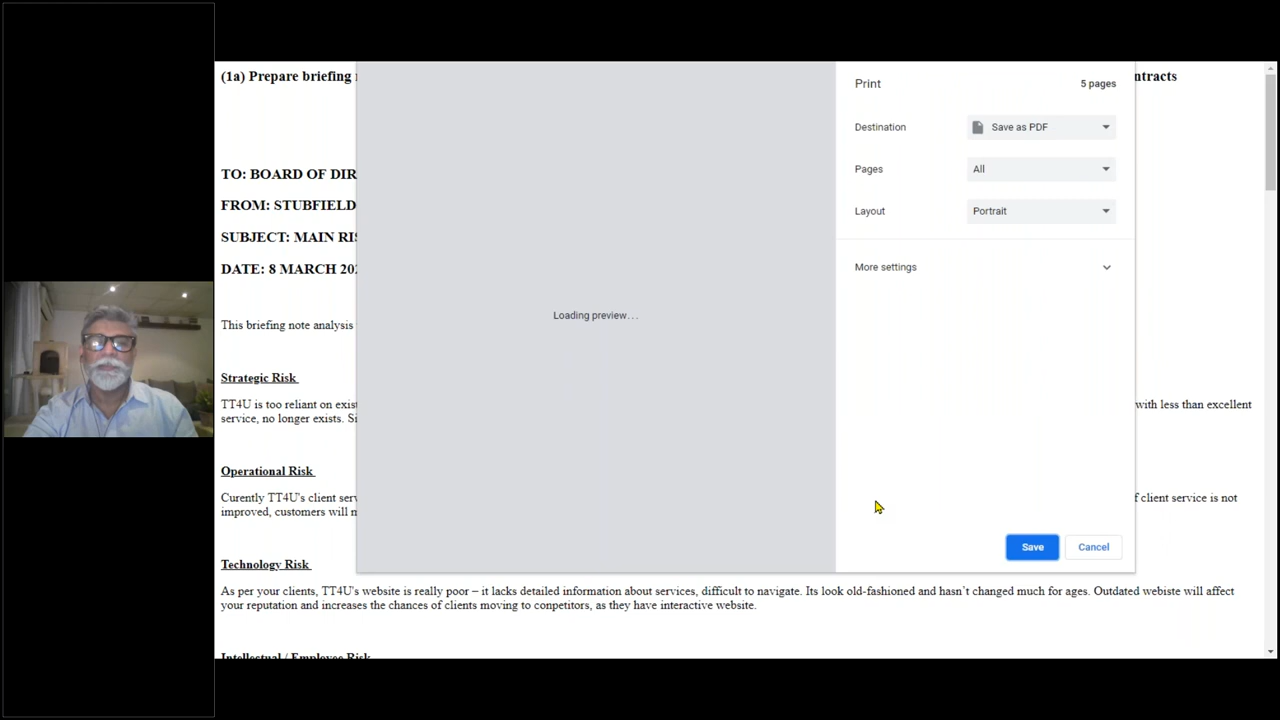 (1a) Prepare briefing
ntracts
TO: BOARD OF DIR
FROM: STUBFIELD
SUBJECT: MAIN RIS
DATE: 8 MARCH 202
This briefing note analysis
Strategic Risk
TT4U is too reliant on exist
with less than excellent
service, no longer exists. Si
Operational Risk
Curently TT4U's client serv
f client service is not
improved, customers will n
Technology Risk
As per your clients, TT4U's website is really poor – it lacks detailed information about services, difficult to navigate. Its look old-fashioned and hasn't changed much for ages. Outdated webiste will affect
your reputation and increases the chances of clients moving to conpetitors, as they have interactive website.
Intellectual / Employee Risk
Loading preview...
Print
5 pages
Destination
Save as PDF
Pages
All
Layout
Portrait
More settings
Save
Cancel